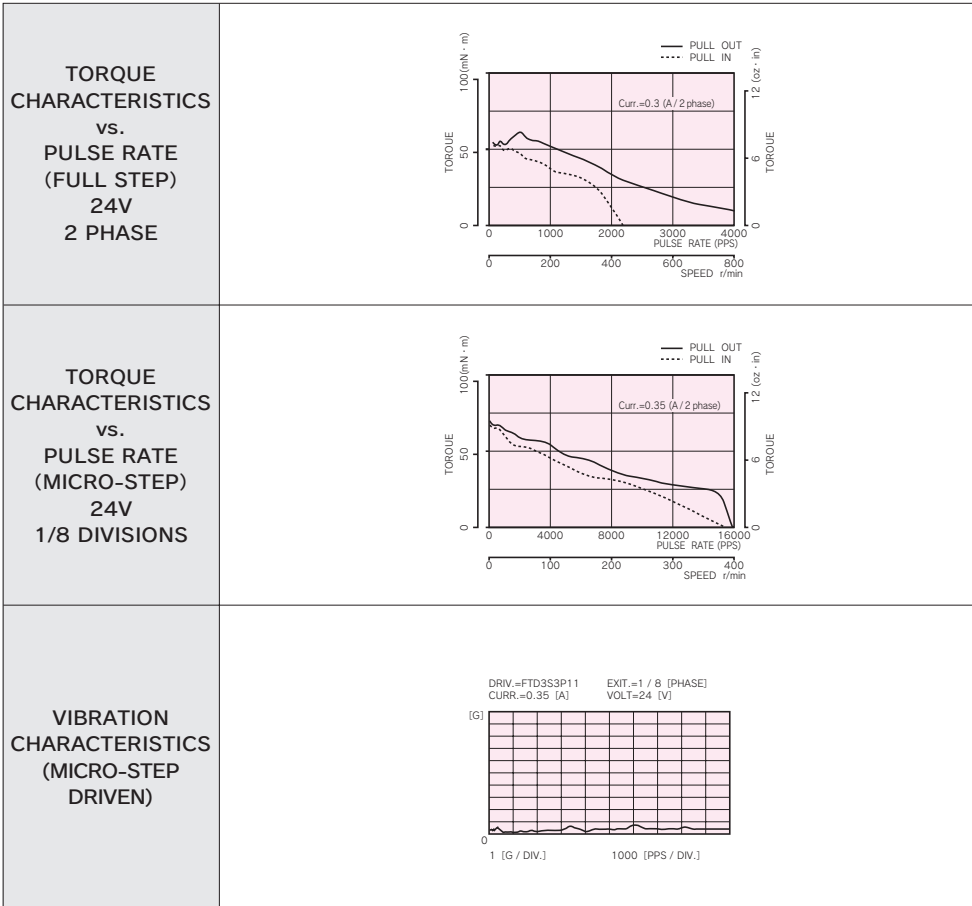 TORQUE
CHARACTERISTICS
vs.
PULSE RATE
(FULL STEP)
24V
2 PHASE
PULL OUT
PULL IN
100(mN・m)
50
0
TORQUE
Curr.=0.3 (A / 2 phase)
12 (oz・in)
6
0
TORQUE
0 1000 2000 3000 4000
PULSE RATE (PPS)
0 200 400 600 800
SPEED r/min
TORQUE
CHARACTERISTICS
vs.
PULSE RATE
(MICRO-STEP)
24V
1/8 DIVISIONS
PULL OUT
PULL IN
100(mN・m)
50
0
TORQUE
Curr.=0.35 (A / 2 phase)
12 (oz・in)
6
0
TORQUE
0 4000 8000 12000 16000
PULSE RATE (PPS)
0 100 200 300 400
SPEED r/min
VIBRATION
CHARACTERISTICS
(MICRO-STEP
DRIVEN)
DRIV.=FTD3S3P11 EXIT.=1 / 8 [PHASE]
CURR.=0.35 [A] VOLT=24 [V]
[G]
0
1 [G / DIV.] 1000 [PPS / DIV.]